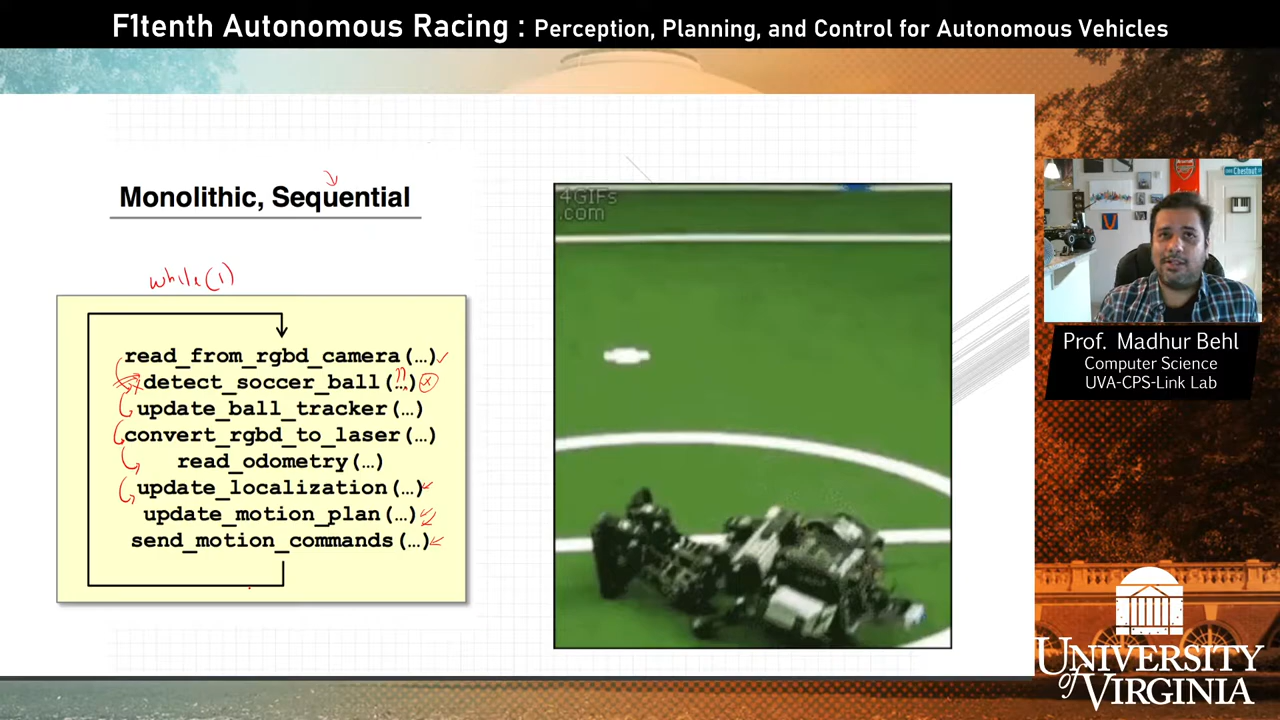 F1tenth Autonomous Racing : Perception, Planning, and Control for Autonomous Vehicles
Monolithic, Sequential
while(1)
read_from_rgbd_camera(…)
detect_soccer_ball(…)
??
update_ball_tracker(…)
convert_rgbd_to_laser(…)
read_odometry(…)
update_localization(…)
update_motion_plan(…)
send_motion_commands(…)
4GIFs
.com
Chestnut
Prof. Madhur Behl
Computer Science
UVA-CPS-Link Lab
UNIVERSITY
of VIRGINIA